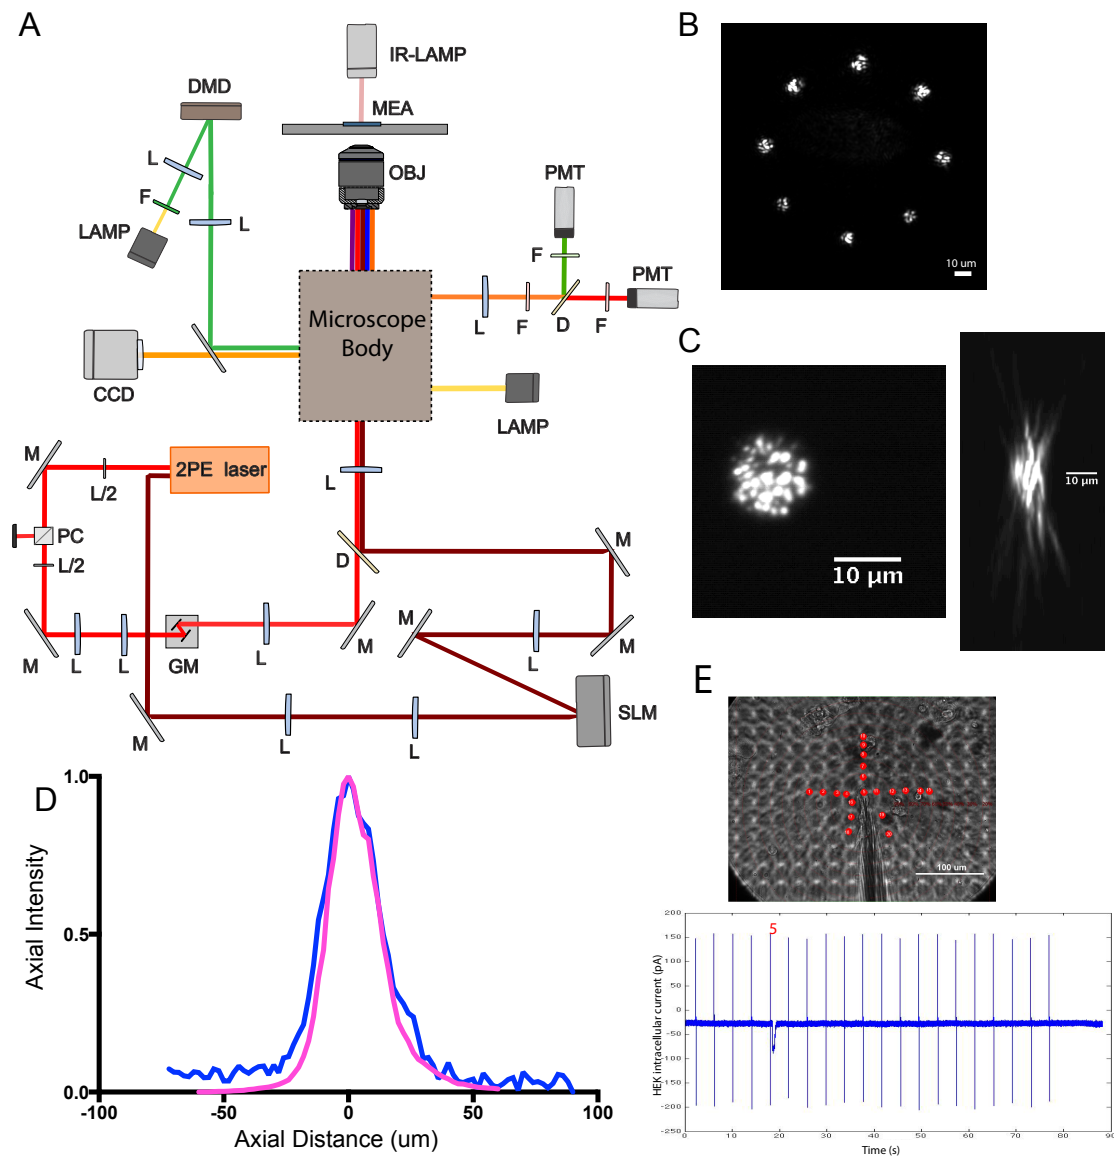 A
IR-LAMP
DMD
MEA
L
OBJ
F
LAMP
L
PMT
F
PMT
L
F
D
F
Microscope
Body
CCD
LAMP
M
2PE laser
L/2
L
PC
L/2
D
M
M
L
L
GM
L
M
M
L
M
SLM
M
L
L
B
10 um
C
10 μm
10 μm
D
1.0
0.5
0.0
Axial Intensity
-100
-50
0
50
100
Axial Distance (um)
E
100 um
200
150
100
50
0
-50
-100
-150
-200
-250
HEK intracellular current (pA)
5
0
10
20
30
40
50
60
70
80
90
Time (s)